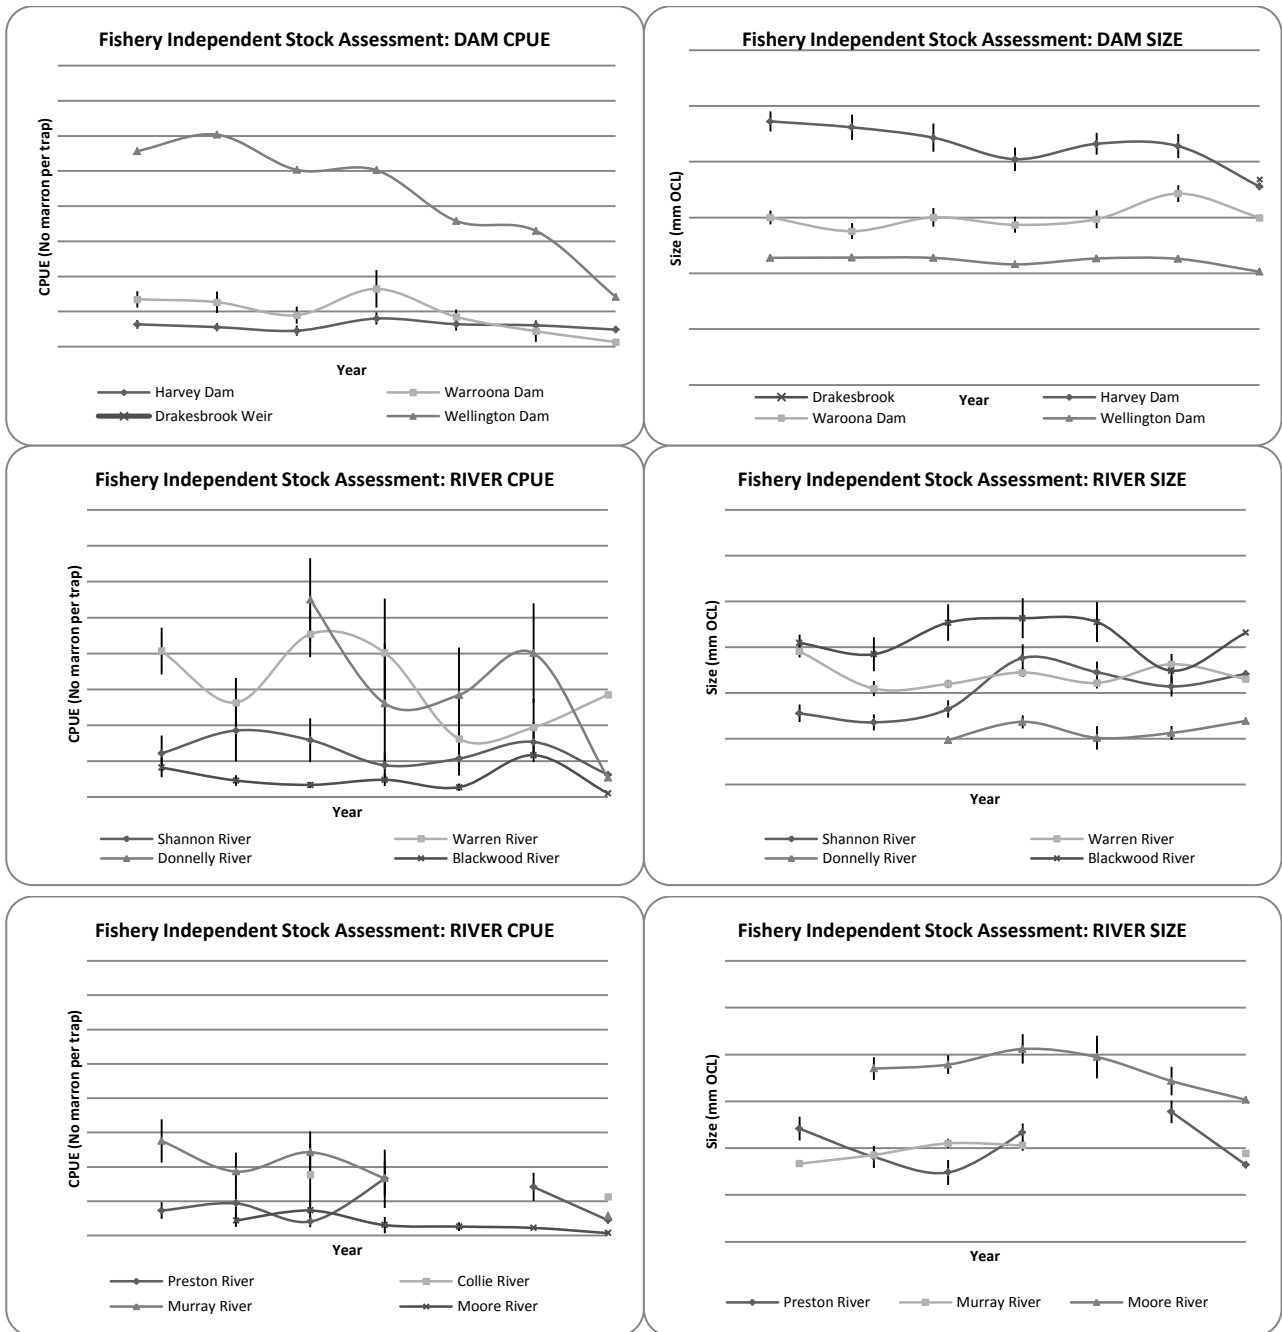 Fishery Independent Stock Assessment: DAM CPUE
CPUE (No marron per trap)
Year
Harvey Dam
Warroona Dam
Drakesbrook Weir
Wellington Dam
Fishery Independent Stock Assessment: DAM SIZE
Size (mm OCL)
Year
Drakesbrook
Harvey Dam
Waroona Dam
Wellington Dam
Fishery Independent Stock Assessment: RIVER CPUE
CPUE (No marron per trap)
Year
Shannon River
Warren River
Donnelly River
Blackwood River
Fishery Independent Stock Assessment: RIVER SIZE
Size (mm OCL)
Year
Shannon River
Warren River
Donnelly River
Blackwood River
Fishery Independent Stock Assessment: RIVER CPUE
CPUE (No marron per trap)
Year
Preston River
Collie River
Murray River
Moore River
Fishery Independent Stock Assessment: RIVER SIZE
Size (mm OCL)
Year
Preston River
Murray River
Moore River